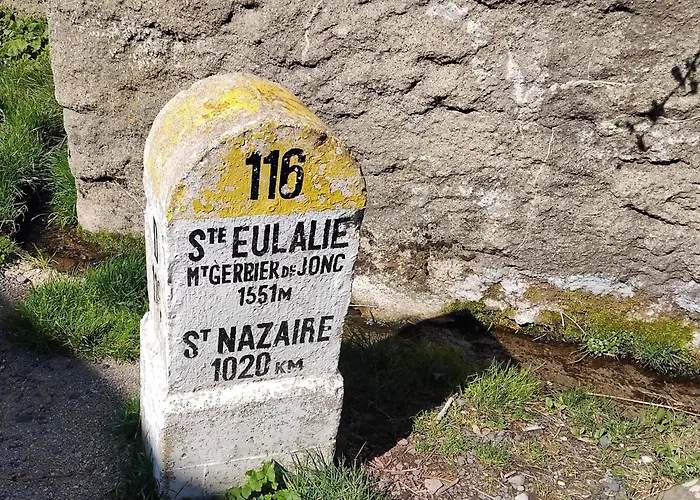 116
STE EULALIE
MT GERBIER DE JONC
1551M
ST NAZAIRE
1020 KM